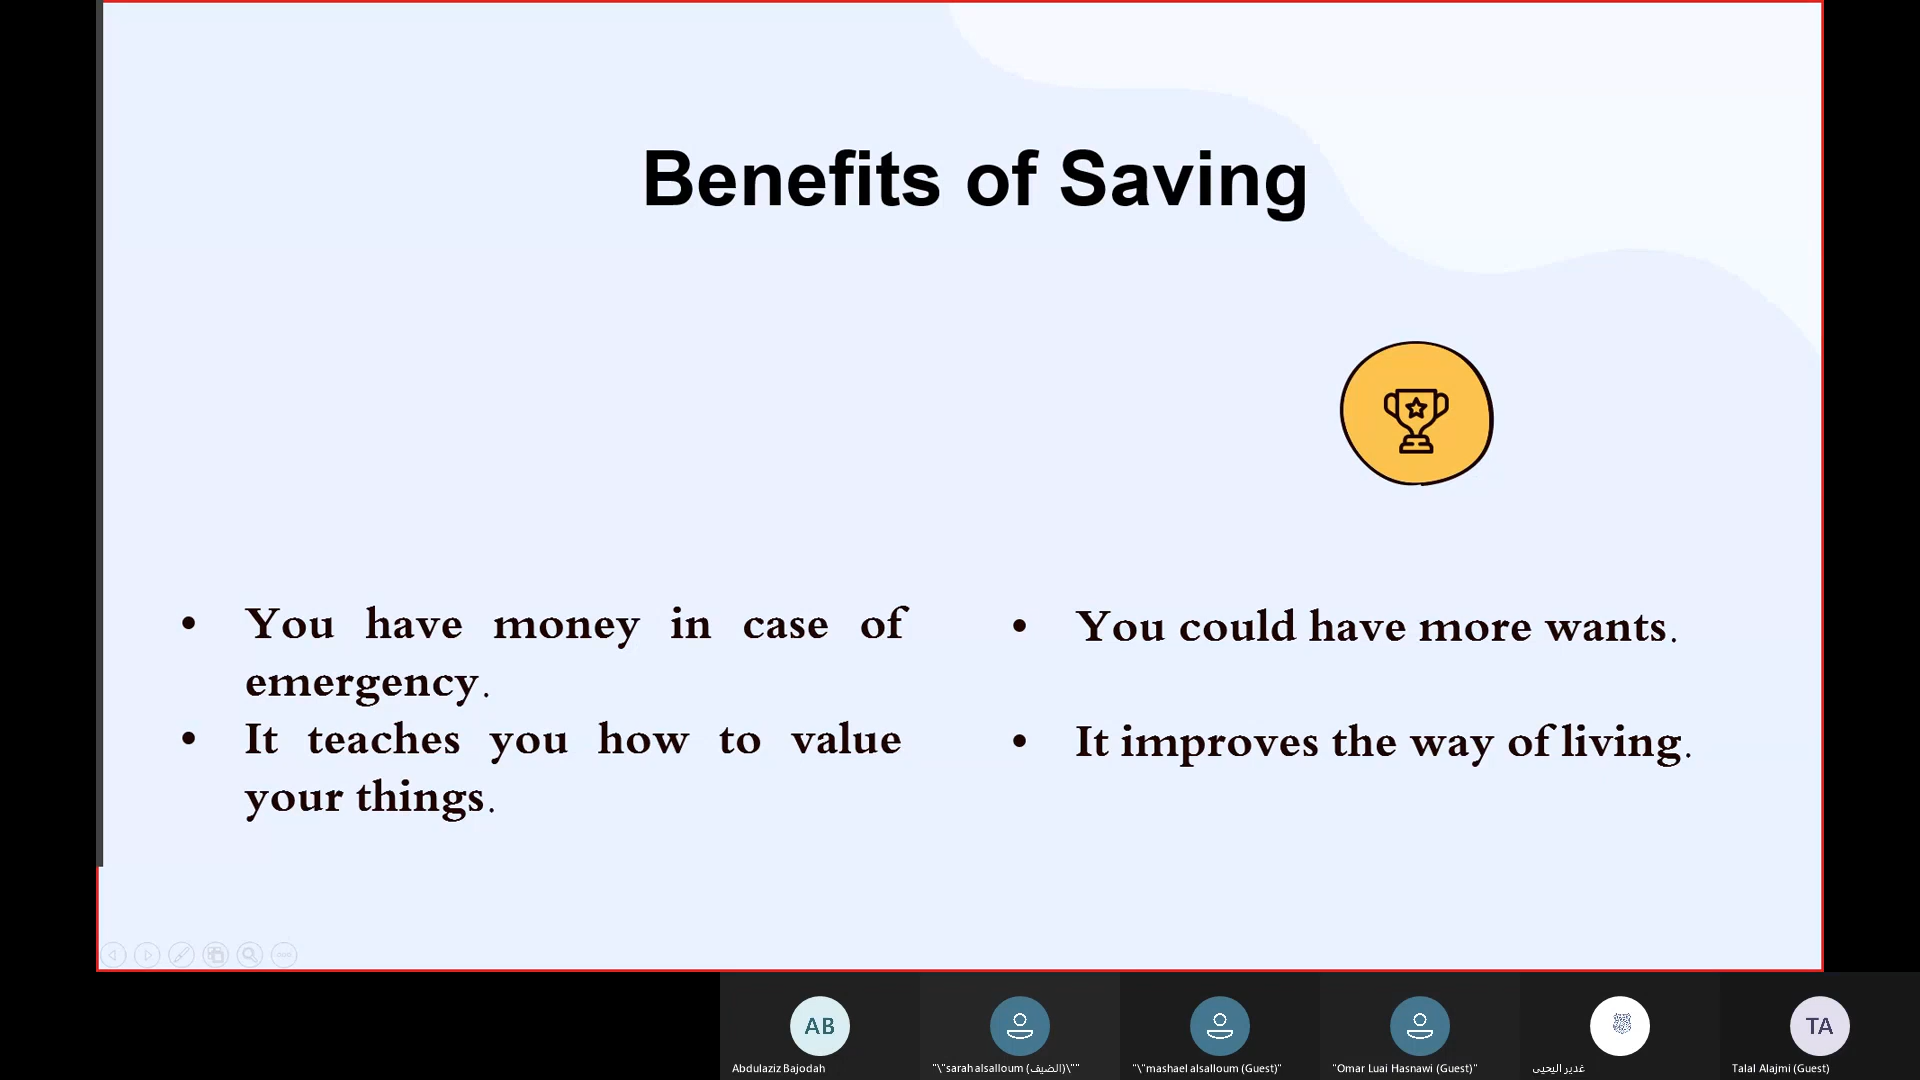 Benefits of Saving
• You have money in case of
emergency.
• It teaches you how to value
your things.
• You could have more wants.
• It improves the way of living.
AB
TA
Abdulaziz Bajodah
"\"sarah alsalloum (الضيف)\""
"\"mashael alsalloum (Guest)"
"Omar Luai Hasnawi (Guest)"
غدير اليحيى
Talal Alajmi (Guest)